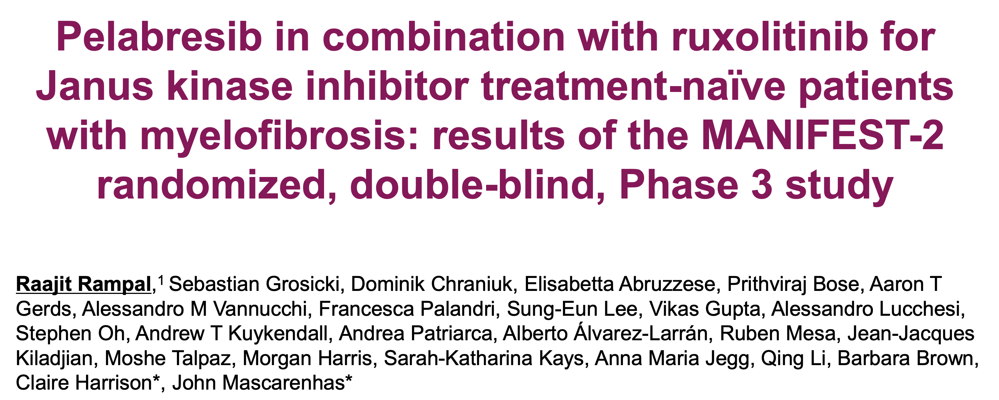 Pelabresib in combination with ruxolitinib for
Janus kinase inhibitor treatment-naïve patients
with myelofibrosis: results of the MANIFEST-2
randomized, double-blind, Phase 3 study
Raajit Rampal,¹ Sebastian Grosicki, Dominik Chraniuk, Elisabetta Abruzzese, Prithviraj Bose, Aaron T
Gerds, Alessandro M Vannucchi, Francesca Palandri, Sung-Eun Lee, Vikas Gupta, Alessandro Lucchesi,
Stephen Oh, Andrew T Kuykendall, Andrea Patriarca, Alberto Álvarez-Larrán, Ruben Mesa, Jean-Jacques
Kiladjian, Moshe Talpaz, Morgan Harris, Sarah-Katharina Kays, Anna Maria Jegg, Qing Li, Barbara Brown,
Claire Harrison*, John Mascarenhas*